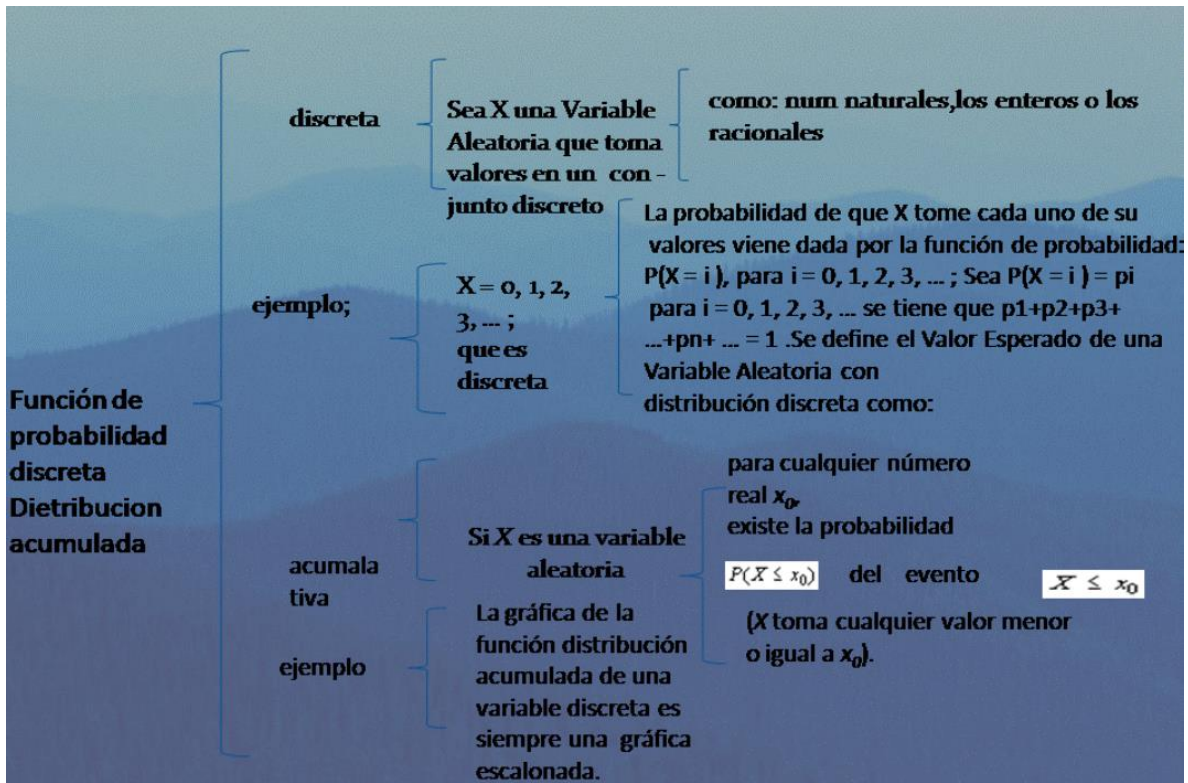 Función de
probabilidad
discreta
Dietribucion
acumulada
discreta
Sea X una Variable
Aleatoria que toma
valores en un con -
junto discreto
como: num naturales,los enteros o los
racionales
ejemplo;
X = 0, 1, 2,
3, ... ;
que es
discreta
La probabilidad de que X tome cada uno de su
valores viene dada por la función de probabilidad:
P(X = i ), para i = 0, 1, 2, 3, ... ; Sea P(X = i ) = pi
para i = 0, 1, 2, 3, ... se tiene que p1+p2+p3+
...+pn+ ... = 1 .Se define el Valor Esperado de una
Variable Aleatoria con
distribución discreta como:
acumala
tiva
Si X es una variable
aleatoria
para cualquier número
real x₀,
existe la probabilidad
P(X ≤ x₀) del evento X ≤ x₀
(X toma cualquier valor menor
o igual a x₀).
ejemplo
La gráfica de la
función distribución
acumulada de una
variable discreta es
siempre una gráfica
escalonada.